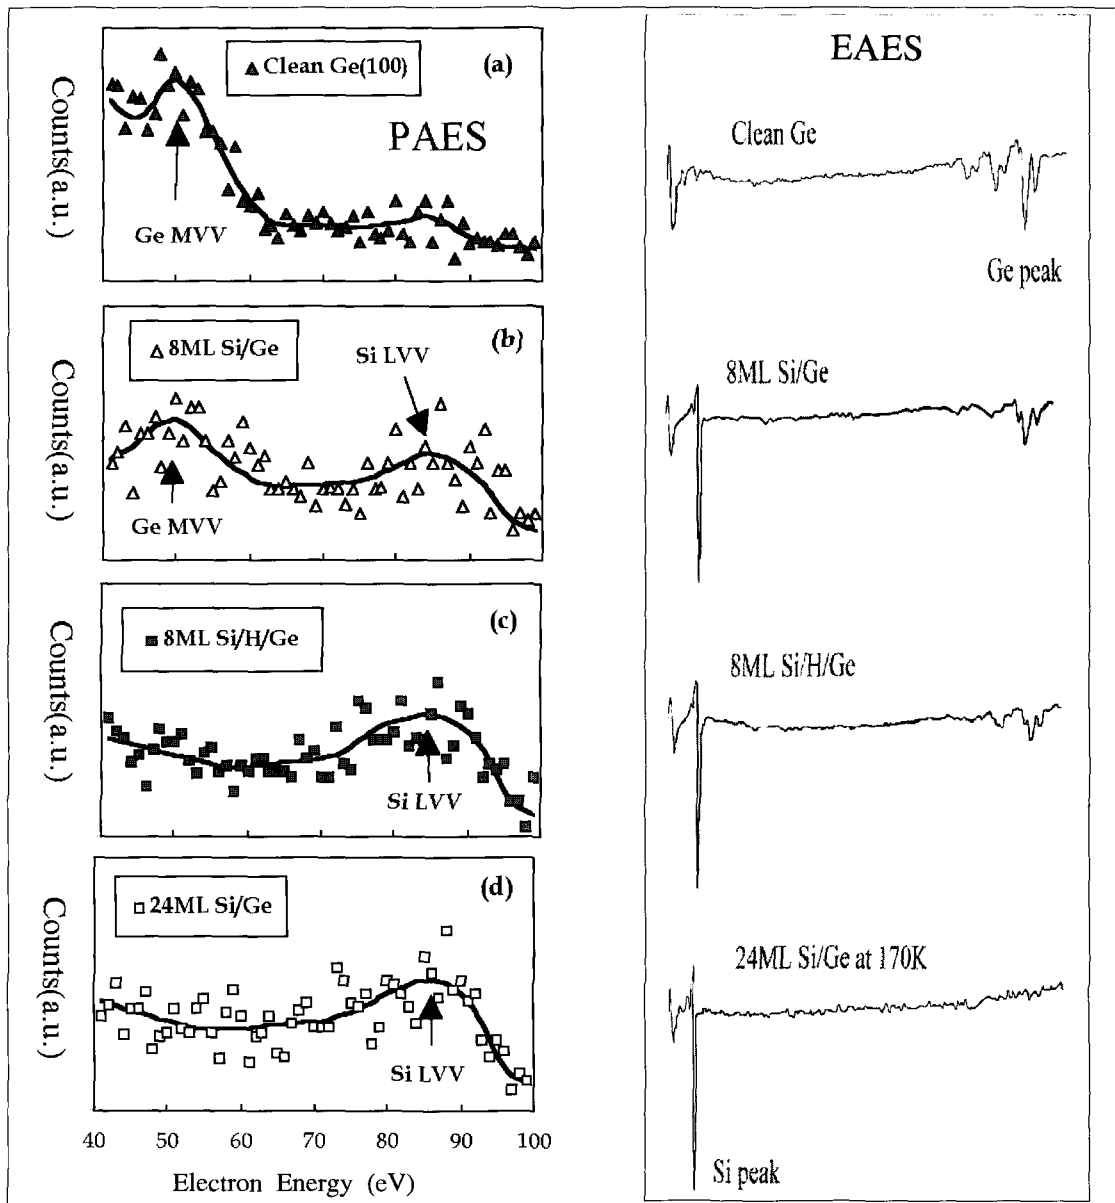 ▲ Clean Ge(100)
(a)
PAES
Ge MVV
Counts(a.u.)
△ 8ML Si/Ge
(b)
Si LVV
Ge MVV
Counts(a.u.)
■ 8ML Si/H/Ge
(c)
Si LVV
Counts(a.u.)
□ 24ML Si/Ge
(d)
Si LVV
Counts(a.u.)
40 50 60 70 80 90 100
Electron Energy (eV)
EAES
Clean Ge
Ge peak
8ML Si/Ge
8ML Si/H/Ge
24ML Si/Ge at 170K
Si peak